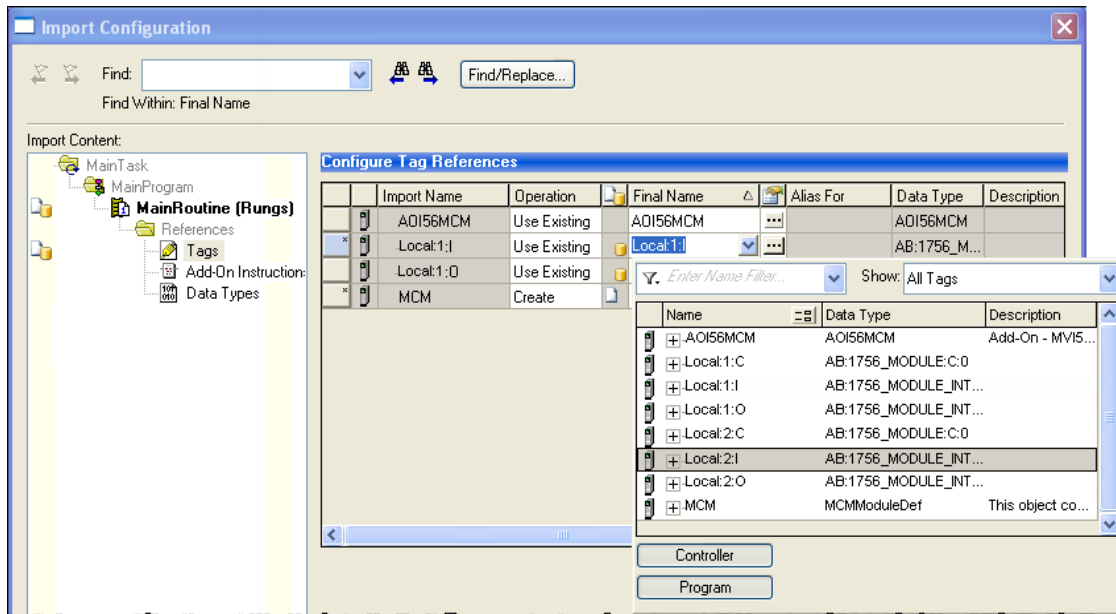 Import Configuration
Find: Find/Replace...
Find Within: Final Name
Import Content:
MainTask
MainProgram
MainRoutine (Rungs)
References
Tags
Add-On Instruction:
Data Types
Configure Tag References
Import Name Operation Final Name Alias For Data Type Description
AOI56MCM Use Existing AOI56MCM ... AOI56MCM
Local:1:I Use Existing Local:1:I ... AB:1756_M...
Local:1:O Use Existing
MCM Create
Enter Name Filter... Show: All Tags
Name Data Type Description
AOI56MCM AOI56MCM Add-On - MVI5...
Local:1:C AB:1756_MODULE:C:0
Local:1:I AB:1756_MODULE_INT...
Local:1:O AB:1756_MODULE_INT...
Local:2:C AB:1756_MODULE:C:0
Local:2:I AB:1756_MODULE_INT...
Local:2:O AB:1756_MODULE_INT...
MCM MCMModuleDef This object co...
Controller
Program